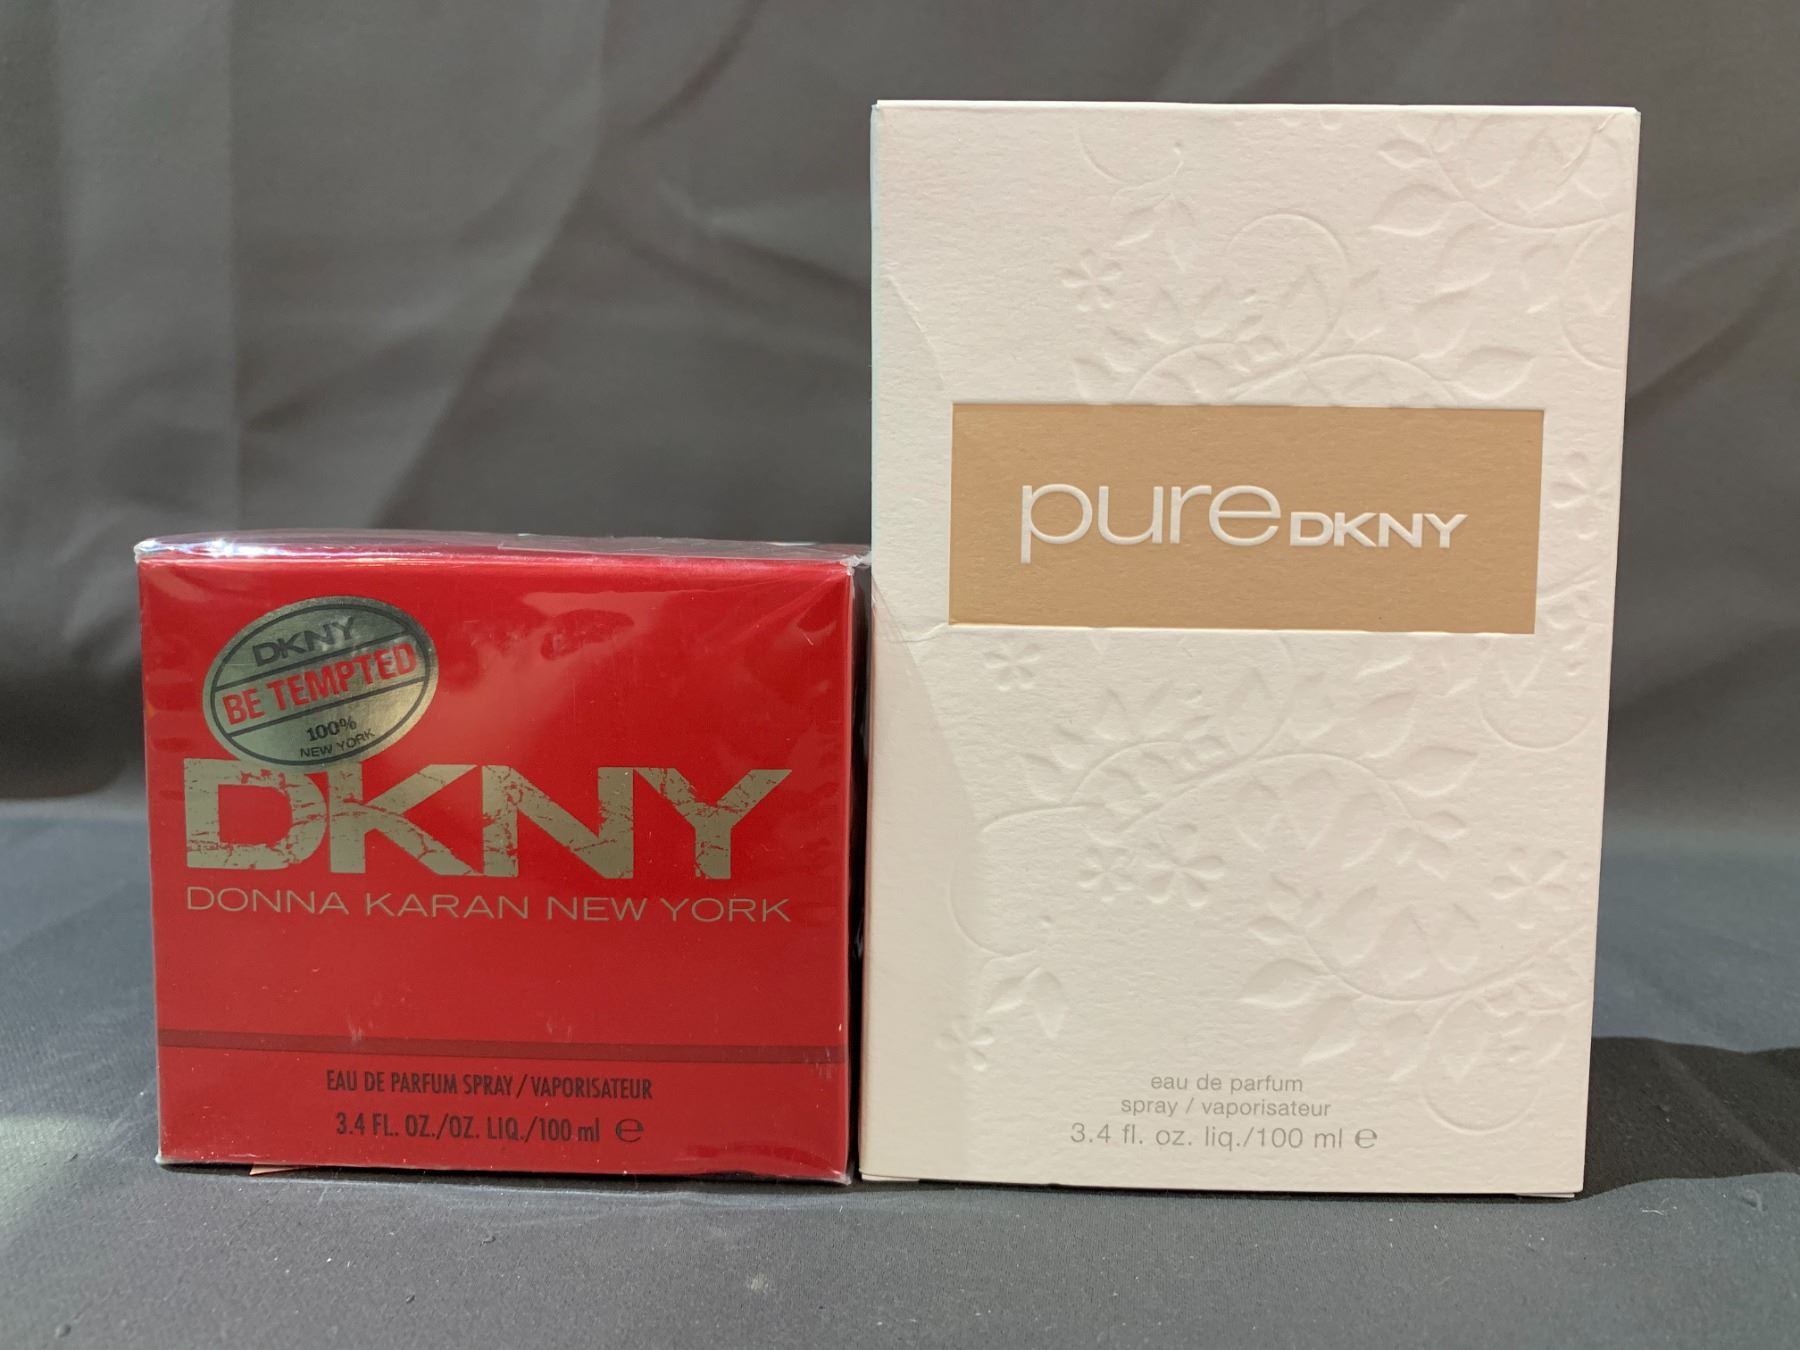 DKNY
BE TEMPTED
100%
NEW YORK
DKNY
DONNA KARAN NEW YORK
EAU DE PARFUM SPRAY / VAPORISATEUR
3.4 FL. OZ./OZ. LIQ./100 ml ℮
pure DKNY
eau de parfum
spray / vaporisateur
3.4 fl. oz. liq./100 ml ℮